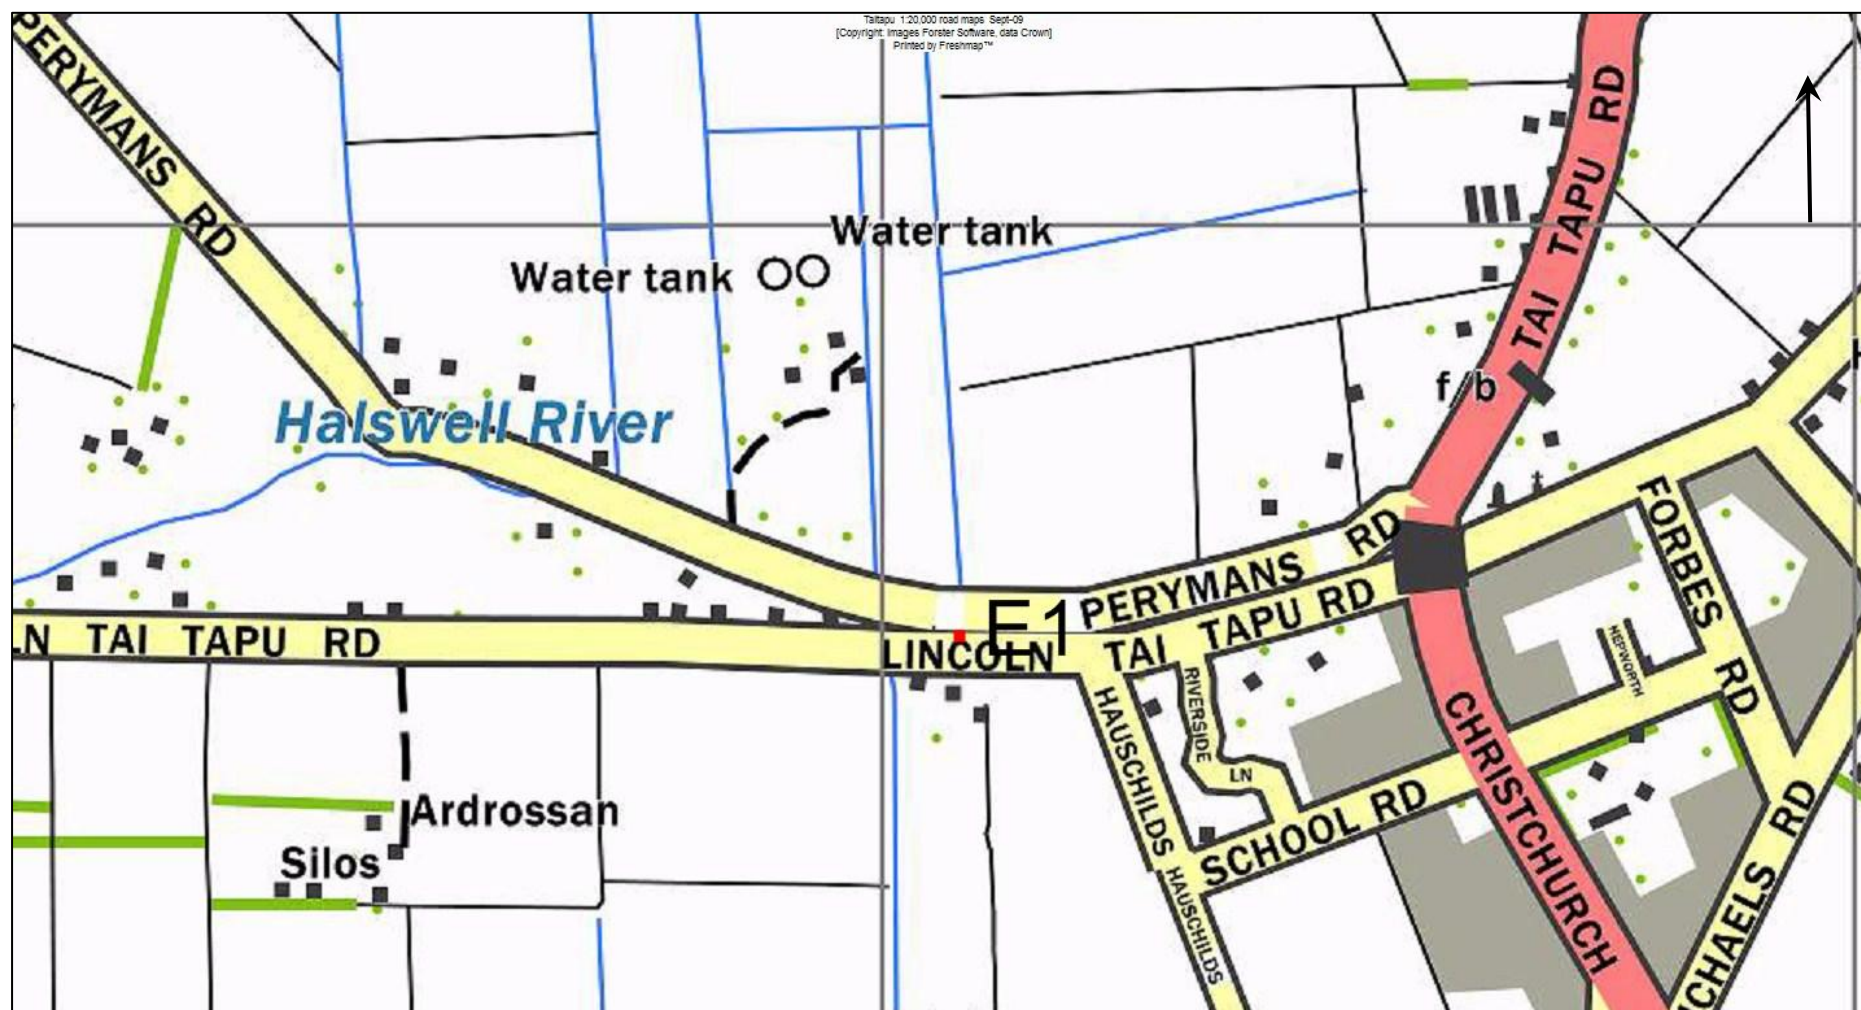 Taitapu 1:20,000 road maps Sept-09
[Copyright: Images Forster Software, data Crown]
Printed by Freshmap™
PERYMANS RD
TAI TAPU RD
Water tank
Water tank
f/b
Halswell River
FORBES RD
PERYMANS RD
E1
LN TAI TAPU RD
LINCOLN TAI TAPU RD
HEPWORTH
RIVERSIDE LN
HAUSCHILDS
CHRISTCHURCH
Ardrossan
Silos
SCHOOL RD
HAUSCHILDS
ICHAELS RD